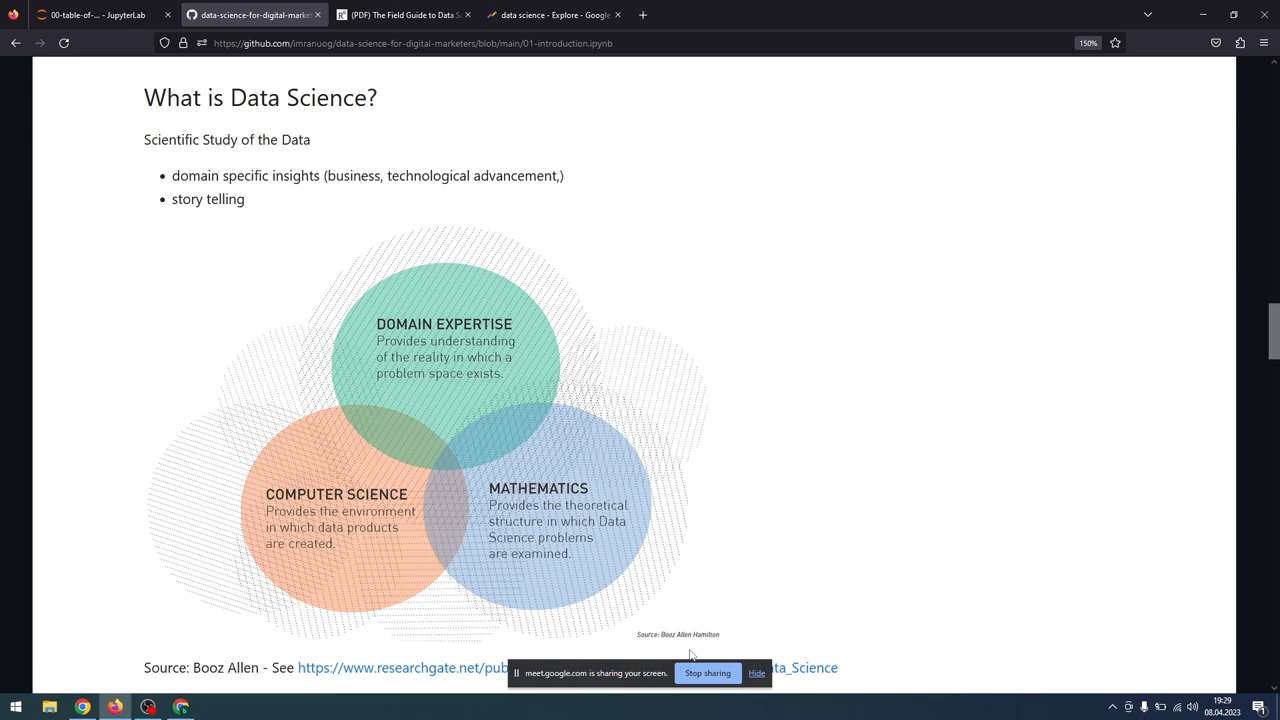 00-table-of-... - JupyterLab
data-science-for-digital-market
(PDF) The Field Guide to Data S
data science - Explore - Google
https://github.com/imranuog/data-science-for-digital-marketers/blob/main/01-introduction.ipynb
150%
What is Data Science?
Scientific Study of the Data
• domain specific insights (business, technological advancement,)
• story telling
DOMAIN EXPERTISE
Provides understanding
of the reality in which a
problem space exists.
COMPUTER SCIENCE
Provides the environment
in which data products
are created.
MATHEMATICS
Provides the theoretical
structure in which Data
Science problems
are examined.
Source: Booz Allen Hamilton
Source: Booz Allen - See https://www.researchgate.net/pub ta_Science
meet.google.com is sharing your screen.
Stop sharing
Hide
19:29
08.04.2023